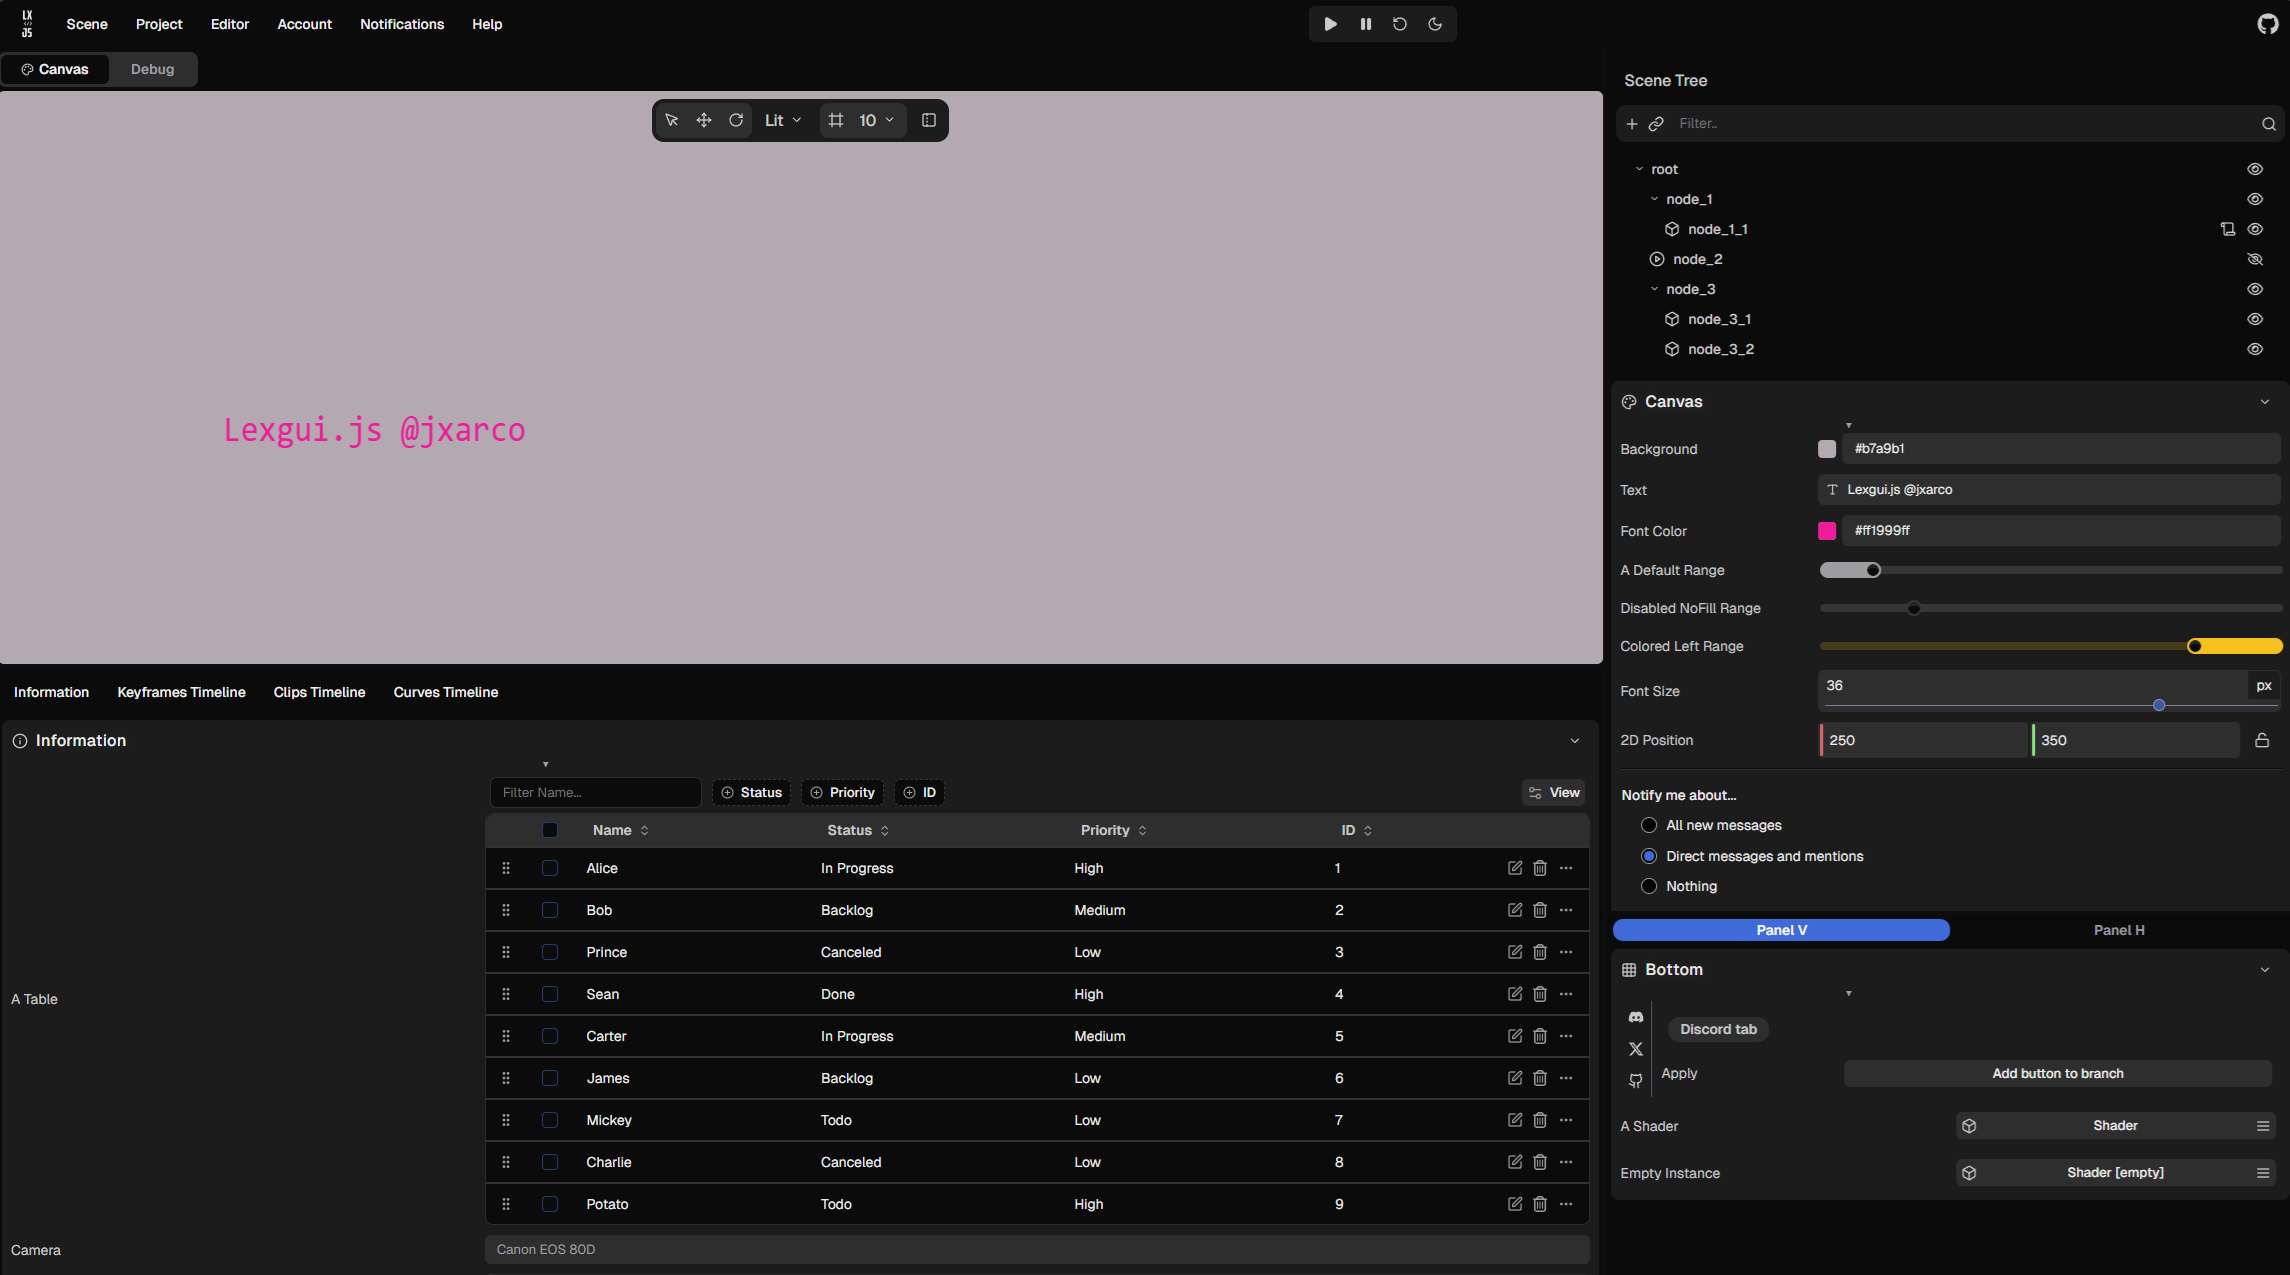 LX
</>
JS
Scene Project Editor Account Notifications Help
Canvas Debug
Lit 10
Lexgui.js @jxarco
Information Keyframes Timeline Clips Timeline Curves Timeline
Information
Filter Name... Status Priority ID View
Name Status Priority ID
Alice In Progress High 1
Bob Backlog Medium 2
Prince Canceled Low 3
Sean Done High 4
Carter In Progress Medium 5
James Backlog Low 6
Mickey Todo Low 7
Charlie Canceled Low 8
Potato Todo High 9
A Table
Camera Canon EOS 80D
Scene Tree
Filter..
root
node_1
node_1_1
node_2
node_3
node_3_1
node_3_2
Canvas
Background #b7a9b1
Text Lexgui.js @jxarco
Font Color #ff1999ff
A Default Range
Disabled NoFill Range
Colored Left Range
Font Size 36 px
2D Position 250 350
Notify me about...
All new messages
Direct messages and mentions
Nothing
Panel V Panel H
Bottom
Discord tab
Apply Add button to branch
A Shader Shader
Empty Instance Shader [empty]